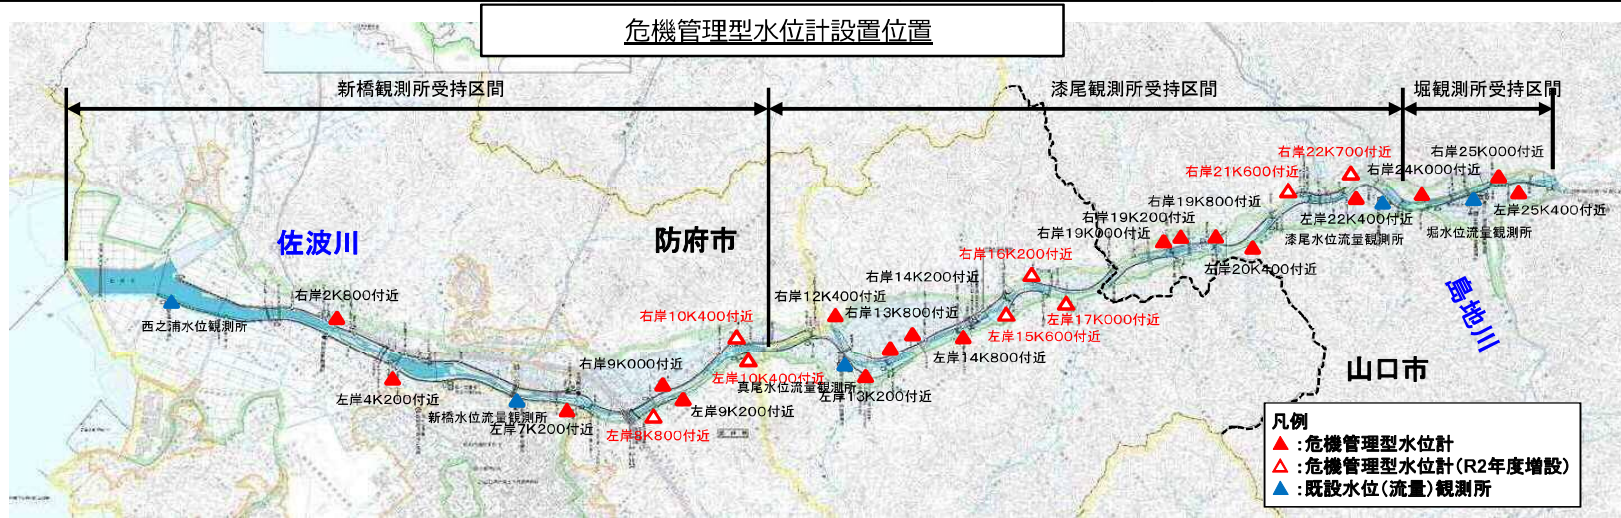 危機管理型水位計設置位置
新橋観測所受持区間
漆尾観測所受持区間
堀観測所受持区間
右岸22K700付近
右岸25K000付近
右岸21K600付近
右岸24K000付近
右岸19K800付近
左岸22K400付近
左岸25K400付近
右岸19K200付近
漆尾水位流量観測所
堀水位流量観測所
右岸19K000付近
佐波川
防府市
右岸16K200付近
左岸20K400付近
右岸14K200付近
右岸2K800付近
右岸12K400付近
島地川
西之浦水位観測所
右岸10K400付近
右岸13K800付近
左岸17K000付近
左岸15K600付近
右岸9K000付近
左岸10K400付近
左岸14K800付近
真尾水位流量観測所
山口市
左岸4K200付近
左岸13K200付近
新橋水位流量観測所
左岸9K200付近
左岸7K200付近
左岸8K800付近
凡例
:危機管理型水位計
:危機管理型水位計(R2年度増設)
:既設水位(流量)観測所